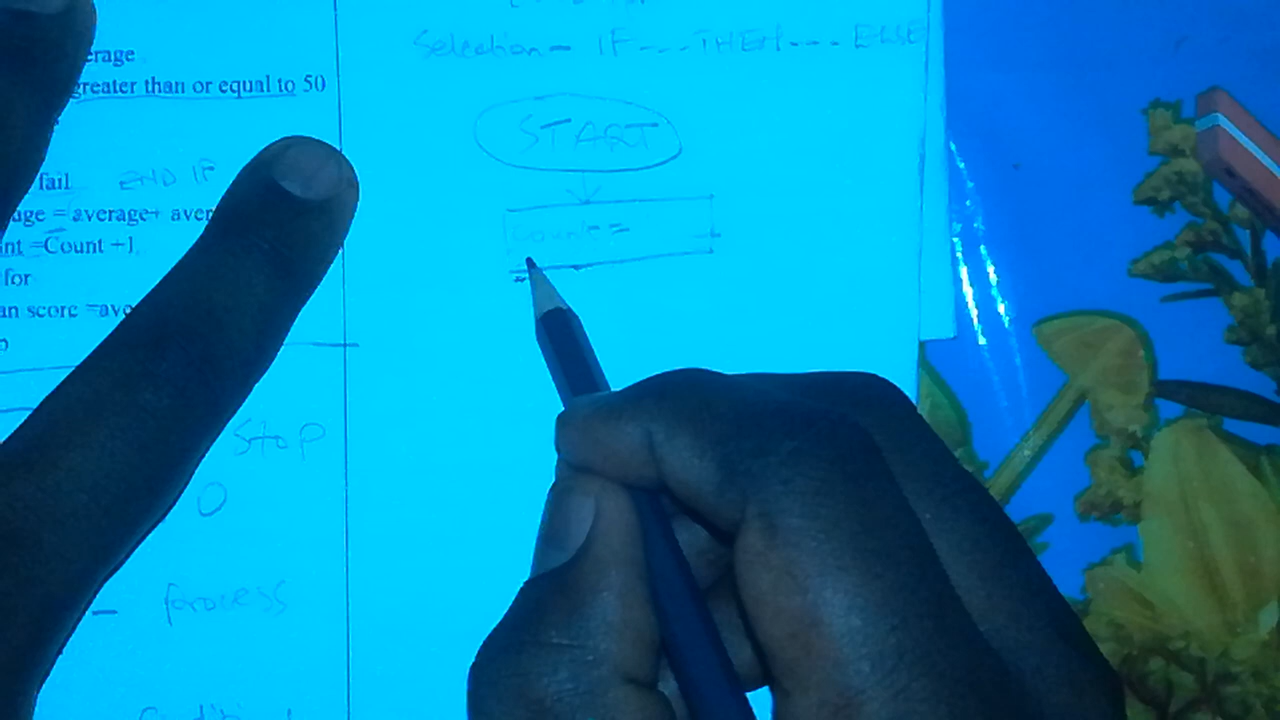 erage
greater than or equal to 50
fail END IF
age = average+ aver
nt =Count +1
for
an score =ave
p
Stop
0
- process
Selection - IF --- THEN --- ELSE
START
Count =